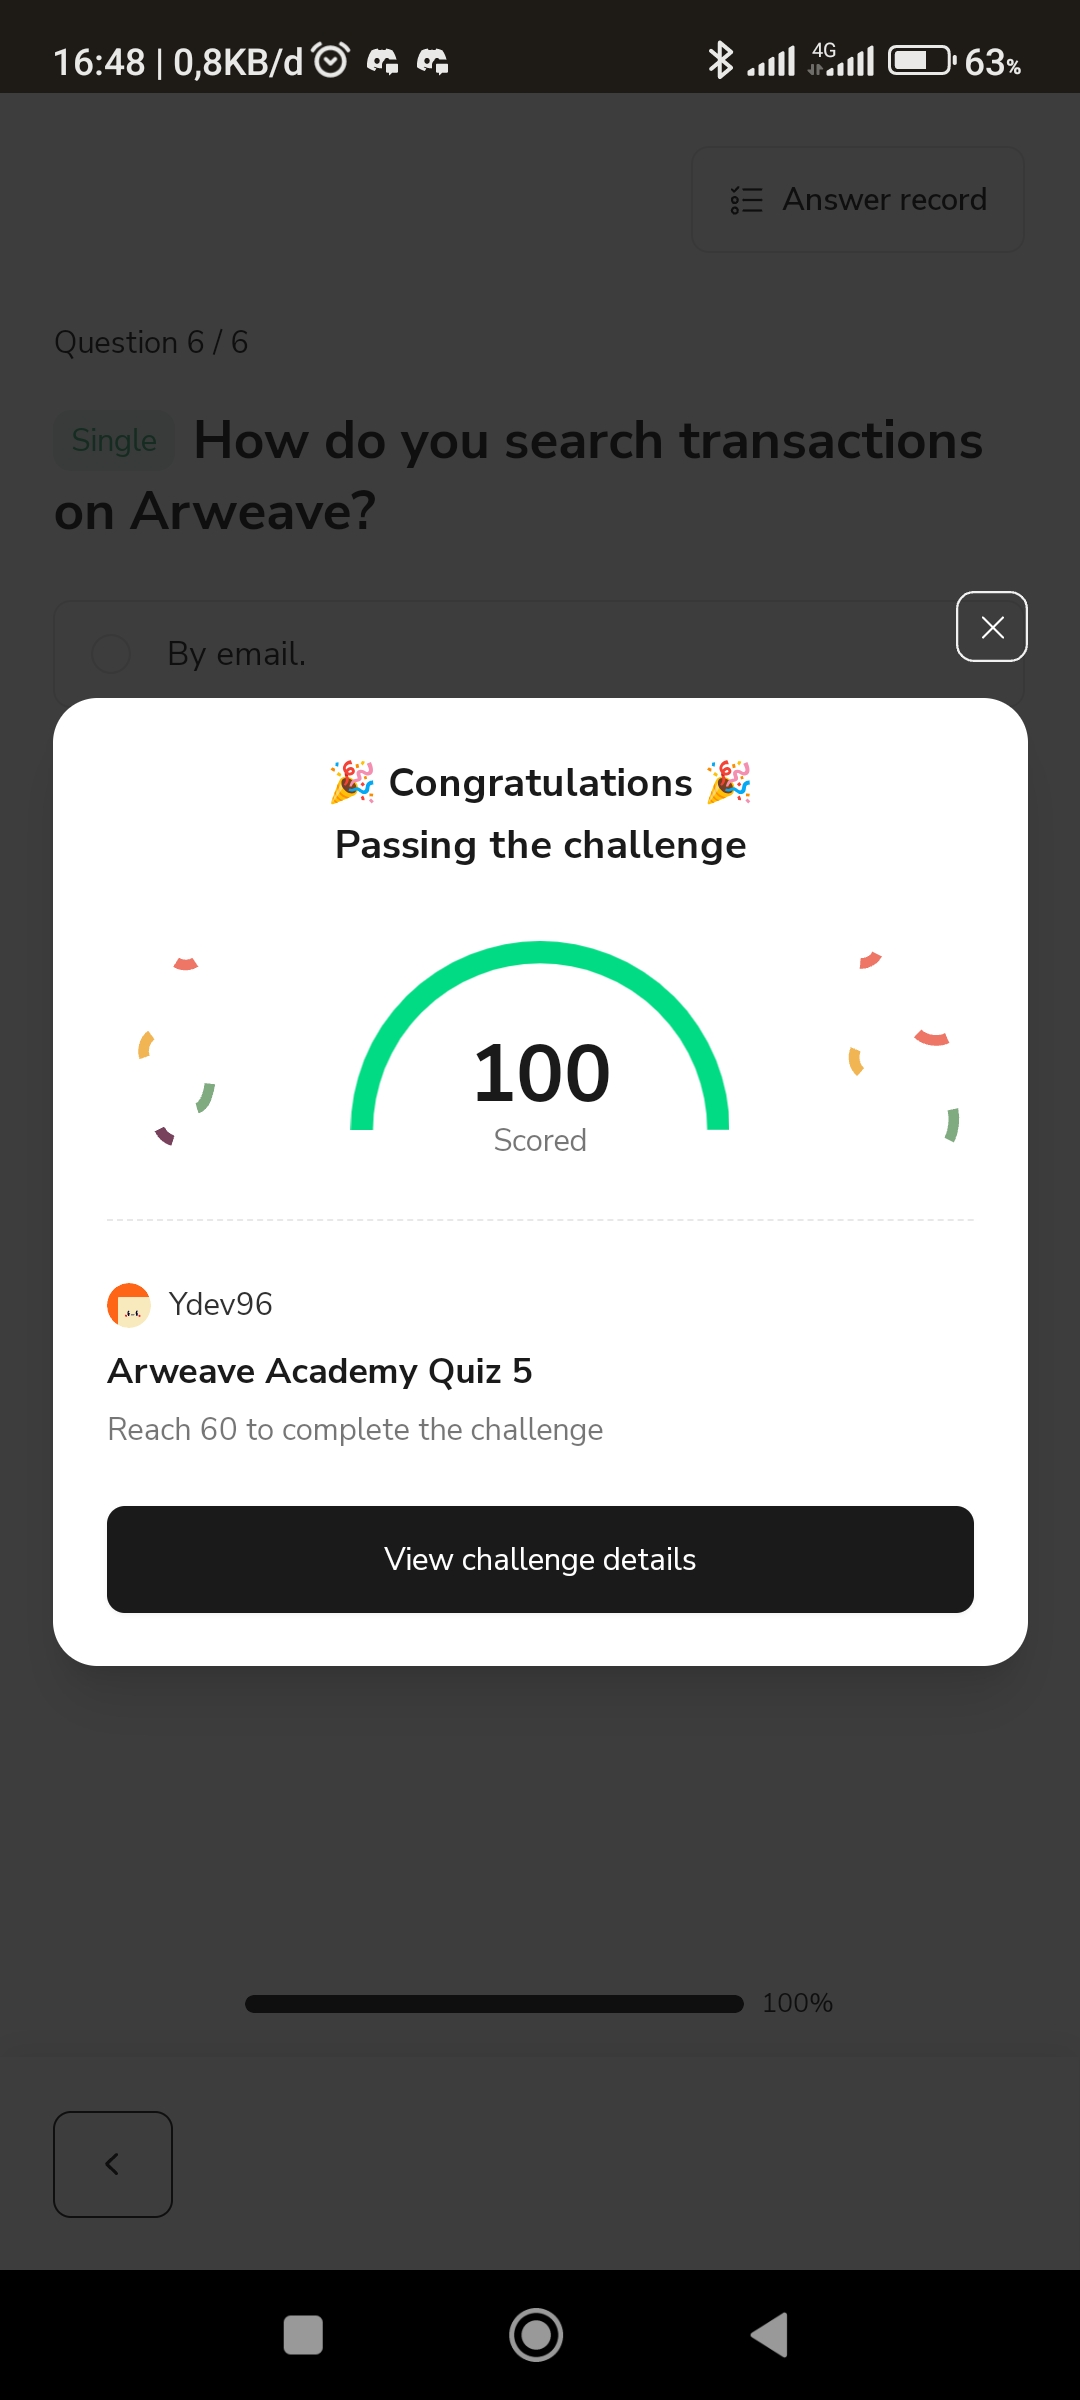 16:48 | 0,8KB/d
4G
63%
Answer record
Question 6 / 6
Single How do you search transactions
on Arweave?
By email.
🎉 Congratulations 🎉
Passing the challenge
100
Scored
Ydev96
Arweave Academy Quiz 5
Reach 60 to complete the challenge
View challenge details
100%